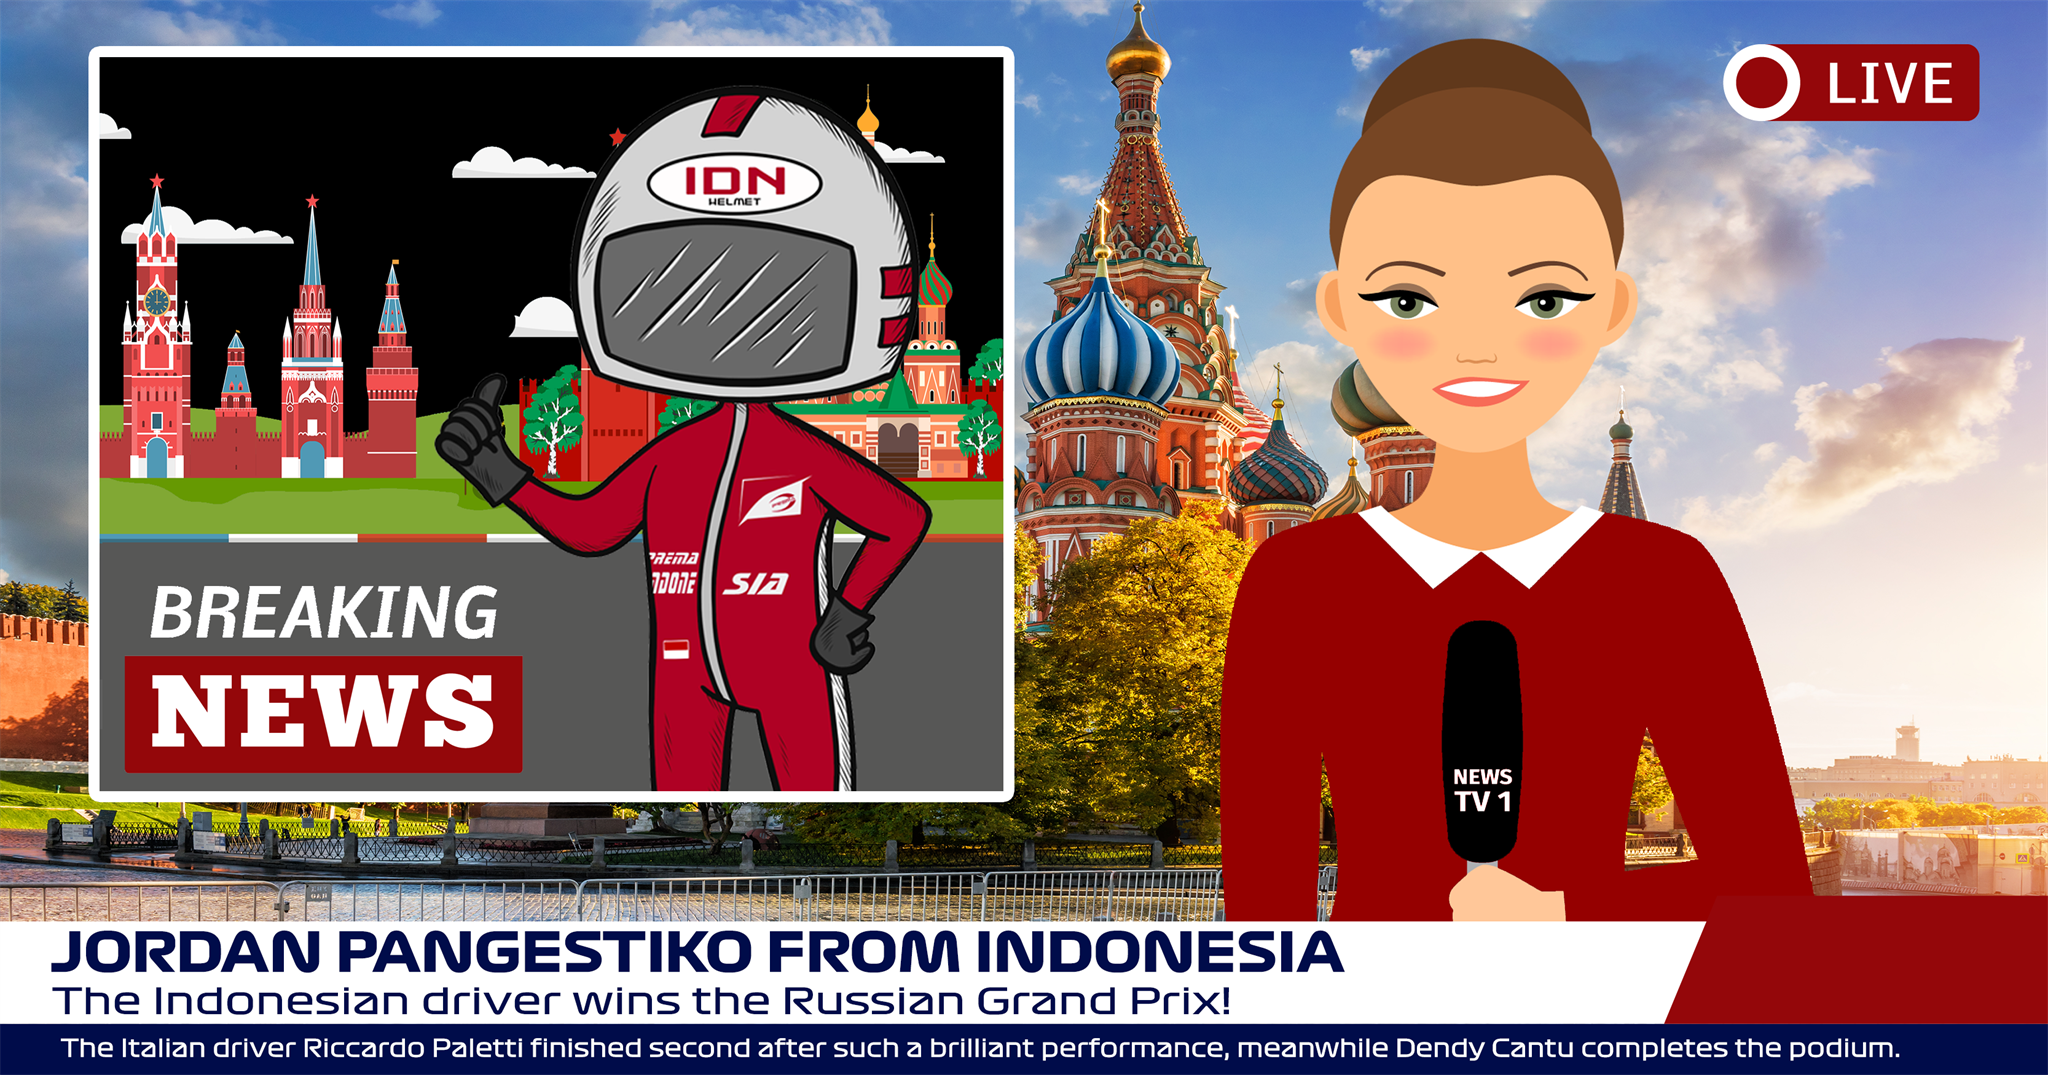 LIVE
IDN
HELMET
PREMA
SIA
BREAKING
NEWS
NEWS
TV 1
JORDAN PANGESTIKO FROM INDONESIA
The Indonesian driver wins the Russian Grand Prix!
The Italian driver Riccardo Paletti finished second after such a brilliant performance, meanwhile Dendy Cantu completes the podium.